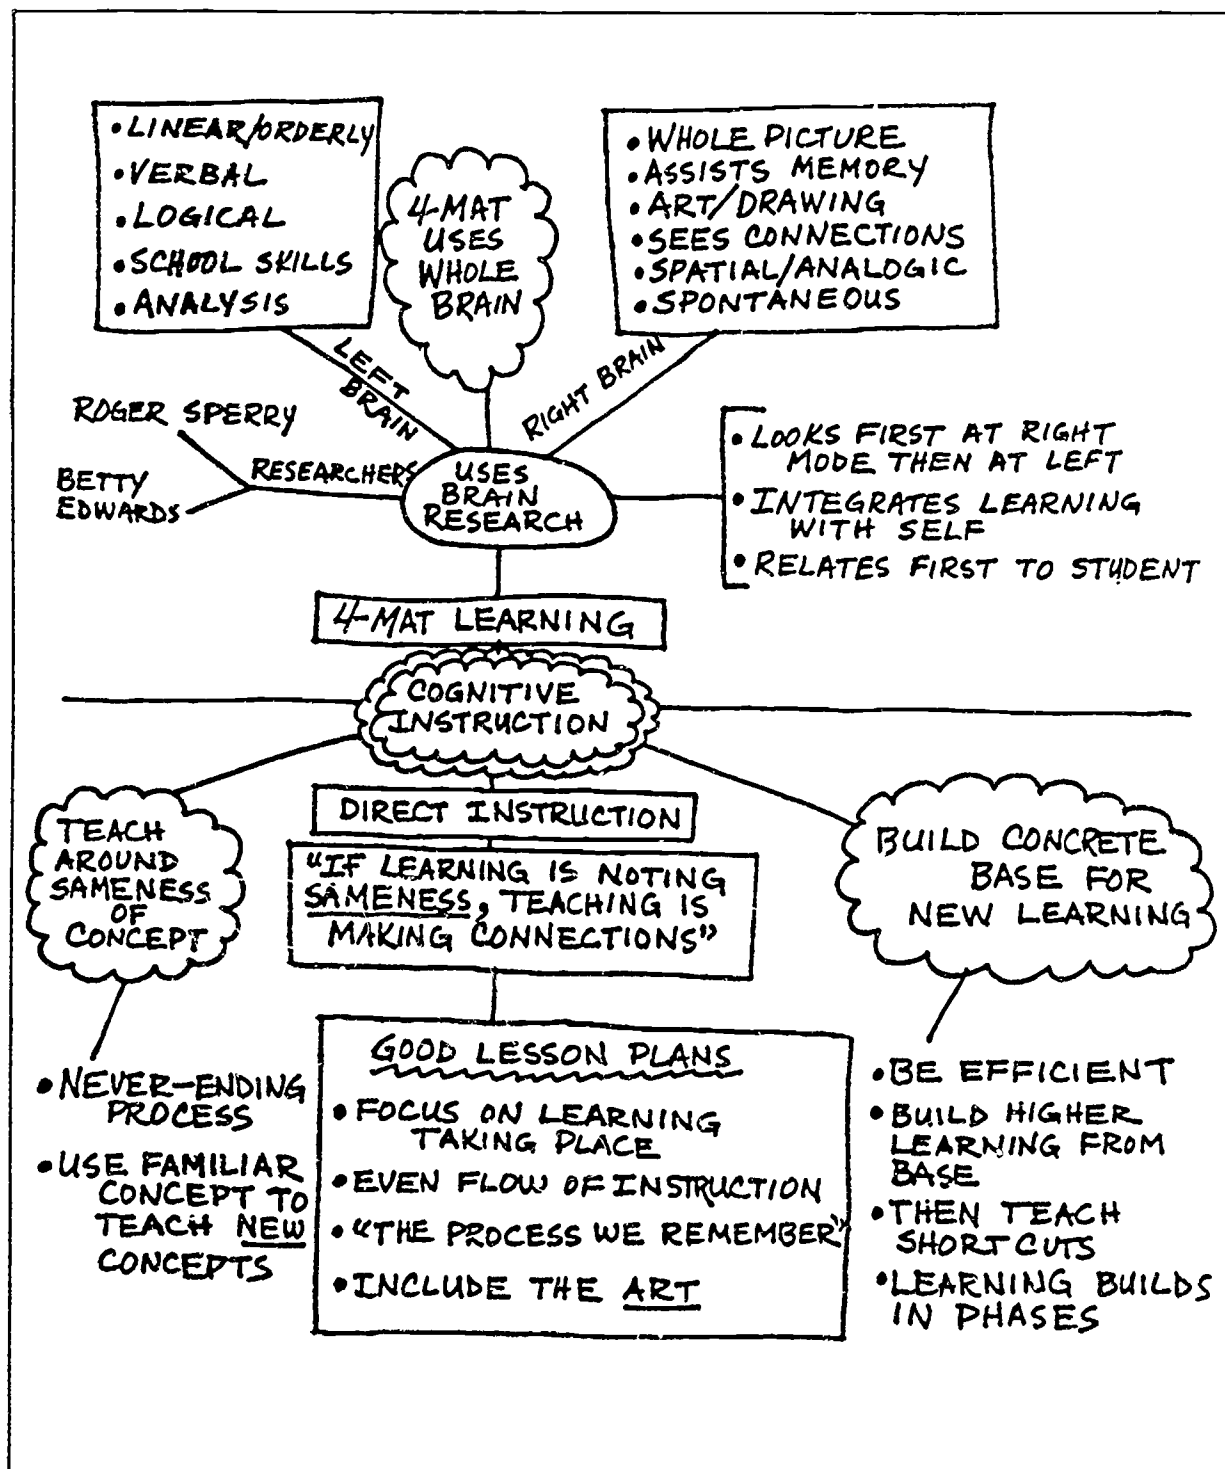 • LINEAR/ORDERLY
• VERBAL
• LOGICAL
• SCHOOL SKILLS
• ANALYSIS
4-MAT
USES
WHOLE
BRAIN
• WHOLE PICTURE
• ASSISTS MEMORY
• ART/DRAWING
• SEES CONNECTIONS
• SPATIAL/ANALOGIC
• SPONTANEOUS
LEFT
BRAIN
RIGHT BRAIN
ROGER SPERRY
BETTY
EDWARDS
RESEARCHERS
USES
BRAIN
RESEARCH
• LOOKS FIRST AT RIGHT
MODE THEN AT LEFT
• INTEGRATES LEARNING
WITH SELF
• RELATES FIRST TO STUDENT
4-MAT LEARNING
COGNITIVE
INSTRUCTION
DIRECT INSTRUCTION
"IF LEARNING IS NOTING
SAMENESS, TEACHING IS
MAKING CONNECTIONS"
TEACH
AROUND
SAMENESS
OF
CONCEPT
• NEVER-ENDING
PROCESS
• USE FAMILIAR
CONCEPT TO
TEACH NEW
CONCEPTS
GOOD LESSON PLANS
• FOCUS ON LEARNING
TAKING PLACE
• EVEN FLOW OF INSTRUCTION
• "THE PROCESS WE REMEMBER"
• INCLUDE THE ART
BUILD CONCRETE
BASE FOR
NEW LEARNING
• BE EFFICIENT
• BUILD HIGHER
LEARNING FROM
BASE
• THEN TEACH
SHORT CUTS
• LEARNING BUILDS
IN PHASES